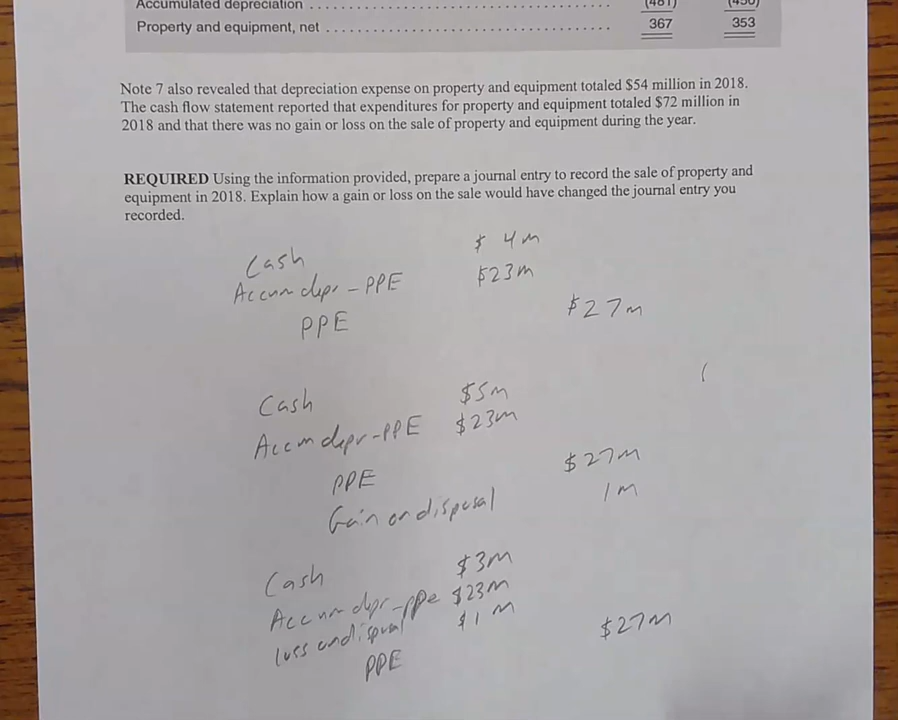 Accumulated depreciation . . . . . . . . . . . . . . . . . . . . . . . . . . . . . . . . . . . . (481) (450)
Property and equipment, net . . . . . . . . . . . . . . . . . . . . . . . . . . . . . . . . . . 367 353
Note 7 also revealed that depreciation expense on property and equipment totaled $54 million in 2018.
The cash flow statement reported that expenditures for property and equipment totaled $72 million in
2018 and that there was no gain or loss on the sale of property and equipment during the year.
REQUIRED Using the information provided, prepare a journal entry to record the sale of property and
equipment in 2018. Explain how a gain or loss on the sale would have changed the journal entry you
recorded.
Cash $ 4m
Accum depr - PPE $23m
PPE $27m
Cash $5m
Accum depr - PPE $23m
PPE $27m
Gain on disposal 1m
Cash $3m
Accum depr - ppe $23m
loss on disposal $1m
PPE $27m